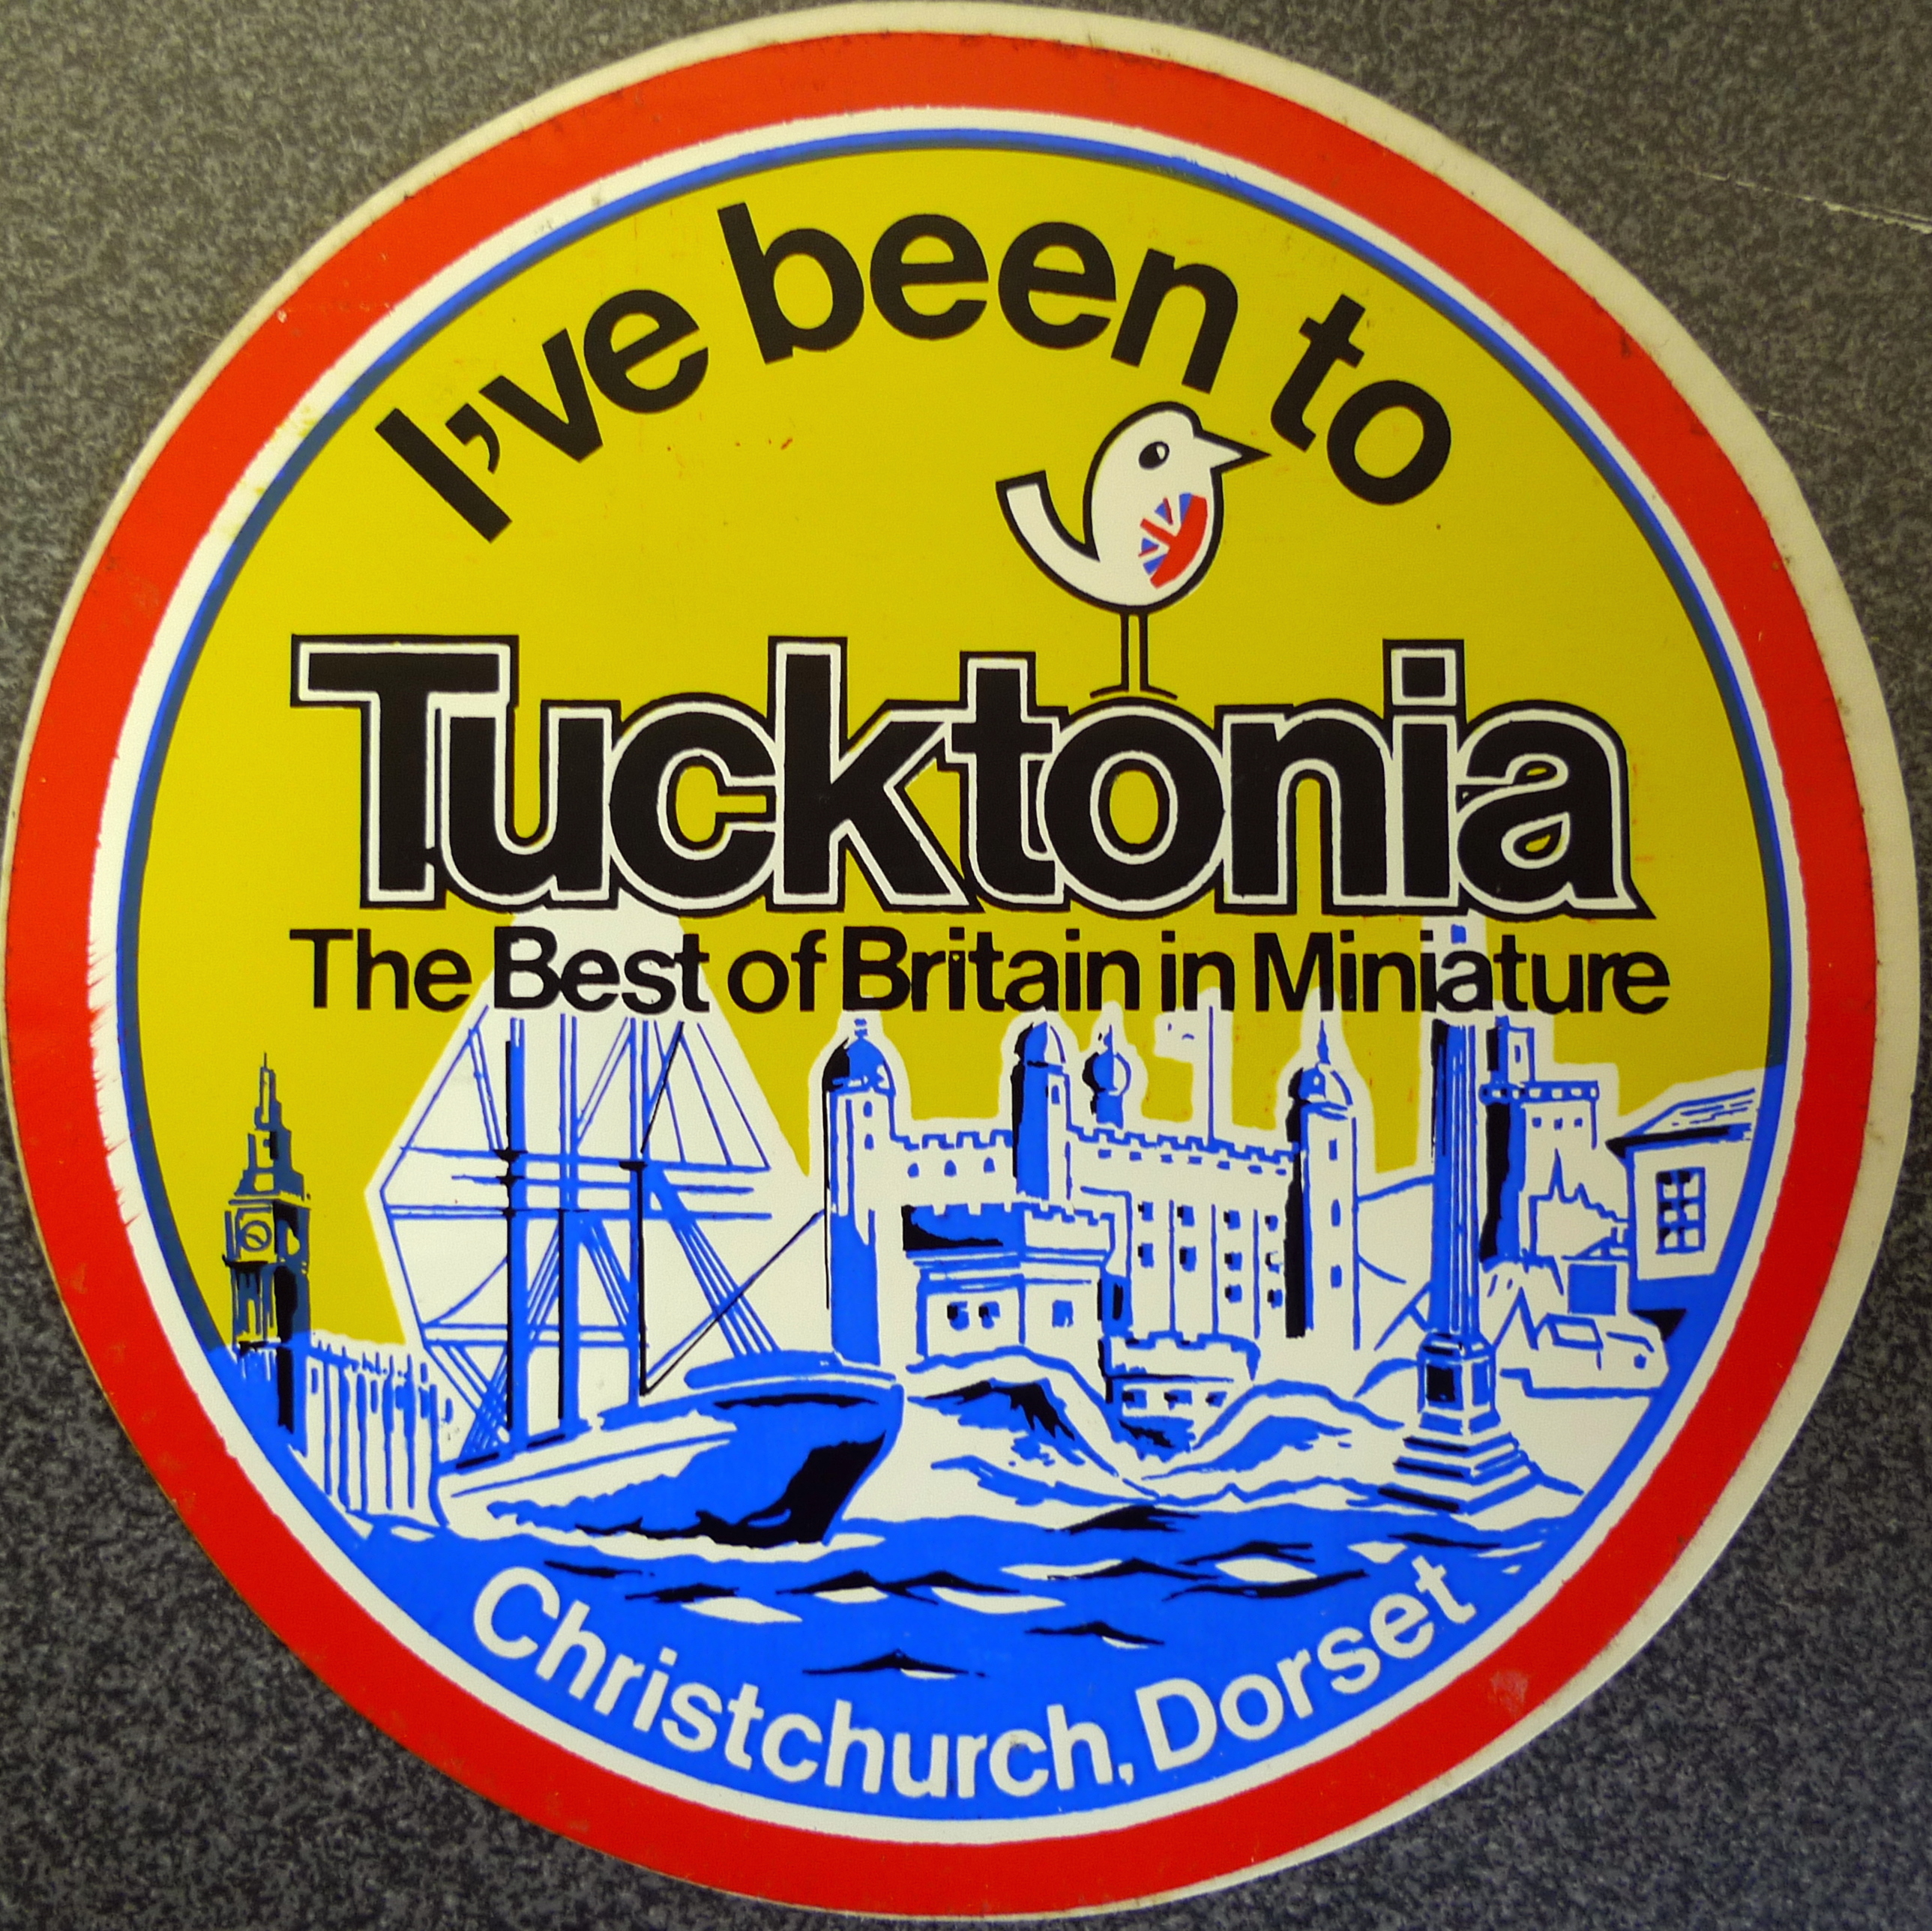 I've been to
Tucktonia
The Best of Britain in Miniature
Christchurch, Dorset